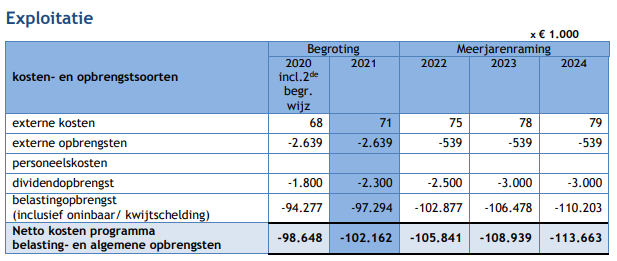 Exploitatie
x € 1.000
kosten- en opbrengstsoorten Begroting Meerjarenraming
2020 incl.2de begr. wijz 2021 2022 2023 2024
externe kosten 68 71 75 78 79
externe opbrengsten -2.639 -2.639 -539 -539 -539
personeelskosten
dividendopbrengst -1.800 -2.300 -2.500 -3.000 -3.000
belastingopbrengst
(inclusief oninbaar/ kwijtschelding) -94.277 -97.294 -102.877 -106.478 -110.203
Netto kosten programma
belasting- en algemene opbrengsten -98.648 -102.162 -105.841 -108.939 -113.663